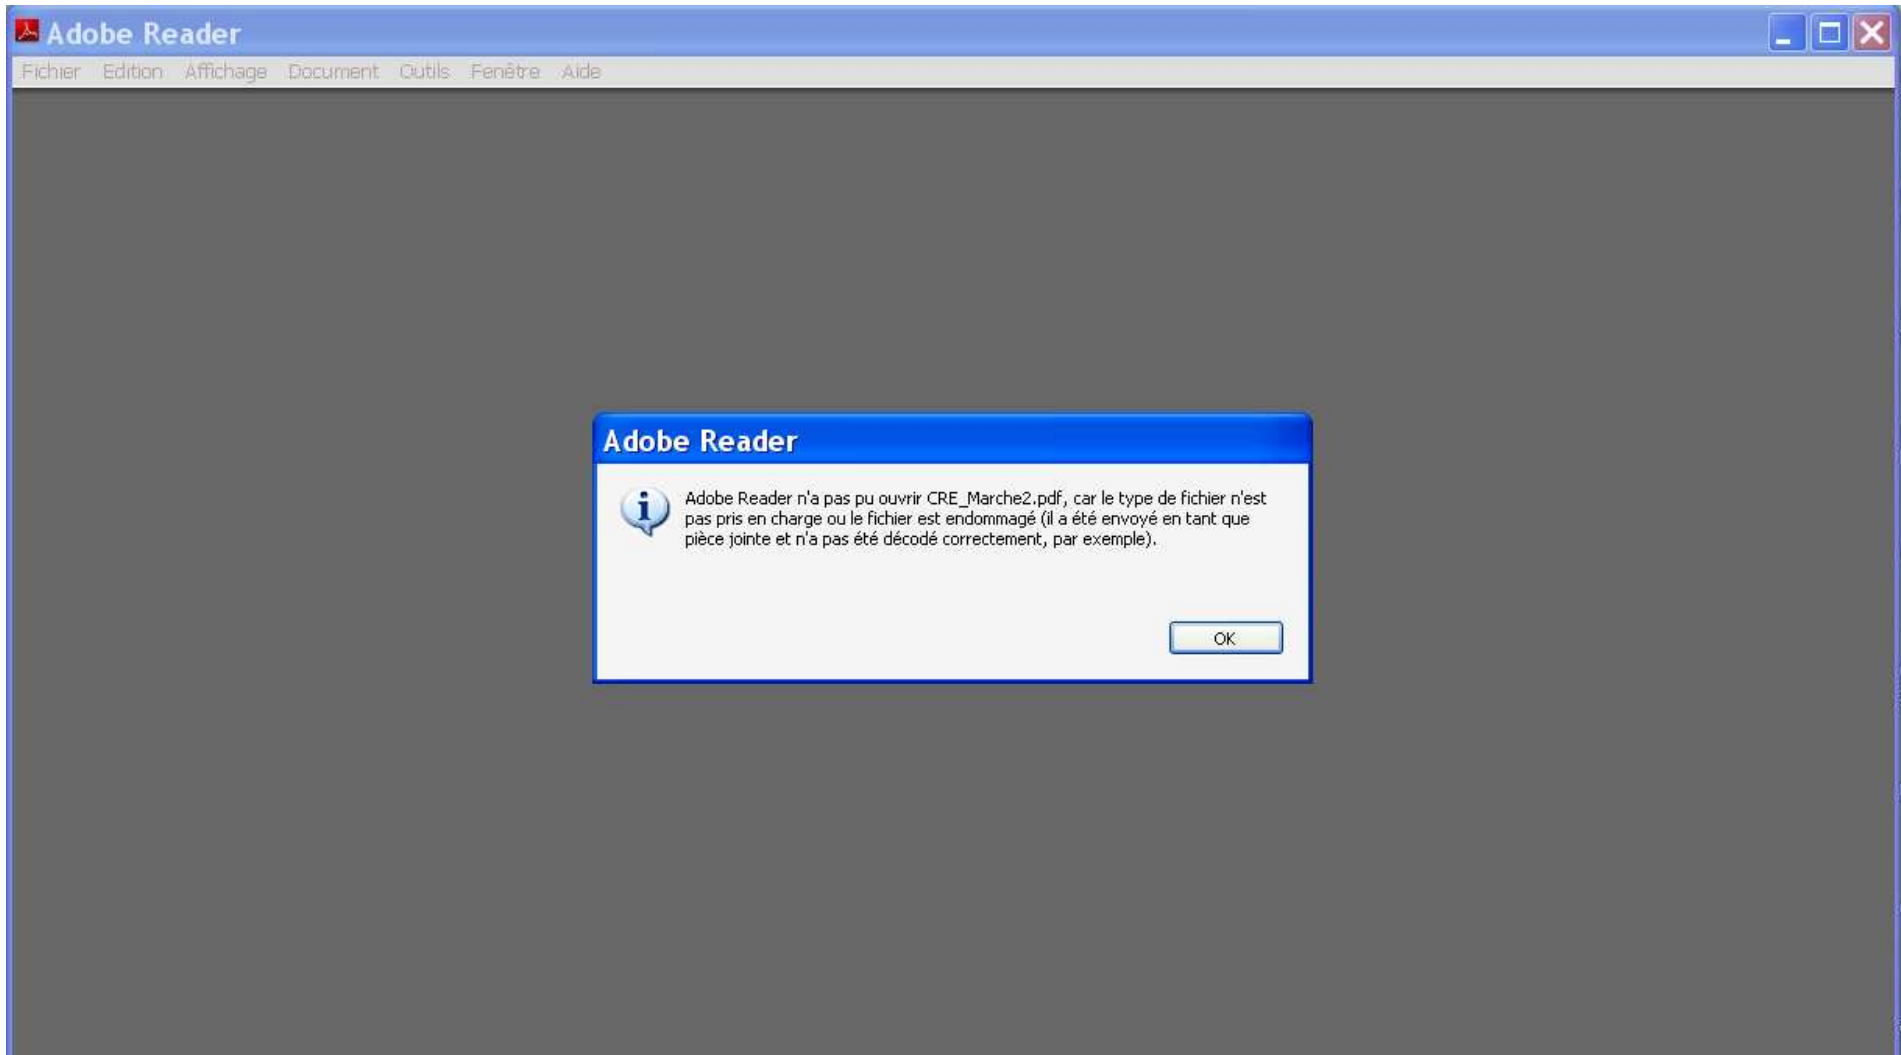 Adobe Reader
Fichier Edition Affichage Document Outils Fenêtre Aide
Adobe Reader
Adobe Reader n'a pas pu ouvrir CRE_Marche2.pdf, car le type de fichier n'est
pas pris en charge ou le fichier est endommagé (il a été envoyé en tant que
pièce jointe et n'a pas été décodé correctement, par exemple).
OK